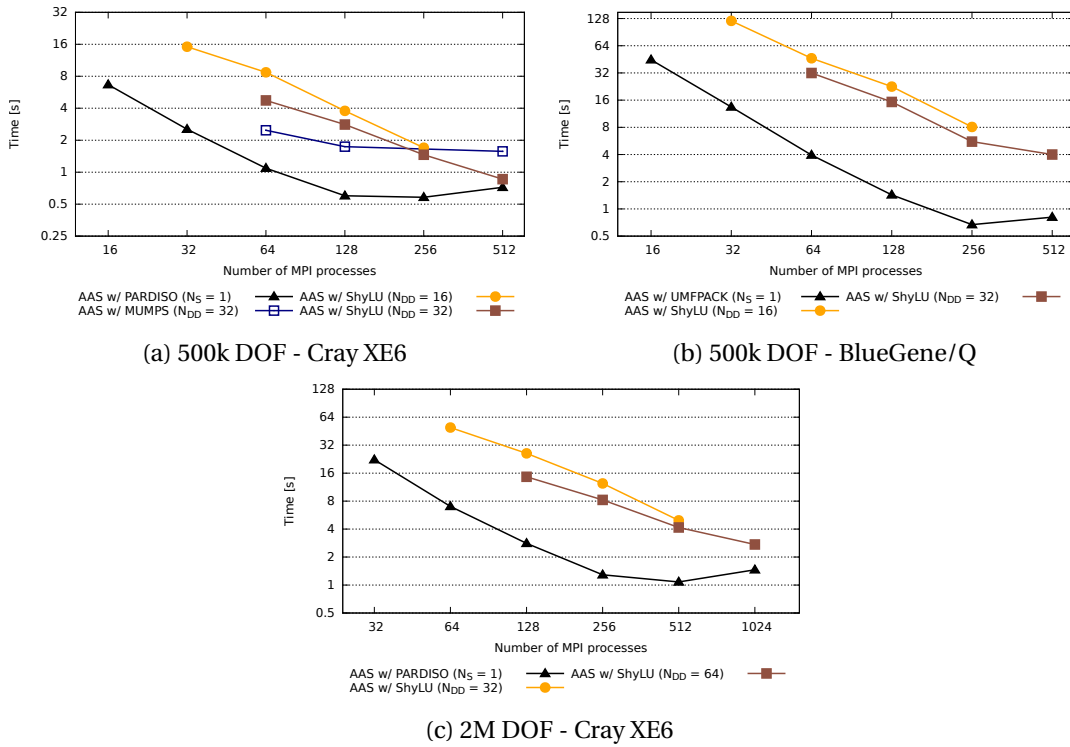 32
16
8
4
2
1
0.5
0.25
Time [s]
16 32 64 128 256 512
Number of MPI processes
AAS w/ PARDISO (N_S = 1) AAS w/ ShyLU (N_DD = 16)
AAS w/ MUMPS (N_DD = 32) AAS w/ ShyLU (N_DD = 32)
(a) 500k DOF - Cray XE6
128
64
32
16
8
4
2
1
0.5
Time [s]
16 32 64 128 256 512
Number of MPI processes
AAS w/ UMFPACK (N_S = 1) AAS w/ ShyLU (N_DD = 32)
AAS w/ ShyLU (N_DD = 16)
(b) 500k DOF - BlueGene/Q
128
64
32
16
8
4
2
1
0.5
Time [s]
32 64 128 256 512 1024
Number of MPI processes
AAS w/ PARDISO (N_S = 1) AAS w/ ShyLU (N_DD = 64)
AAS w/ ShyLU (N_DD = 32)
(c) 2M DOF - Cray XE6